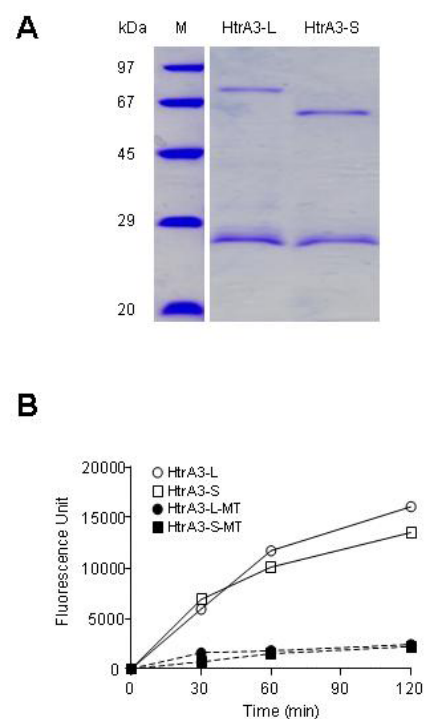 A
kDa M HtrA3-L HtrA3-S
97
67
45
29
20
B
20000
15000
10000
5000
0
Fluorescence Unit
HtrA3-L
HtrA3-S
HtrA3-L-MT
HtrA3-S-MT
0 30 60 90 120
Time (min)